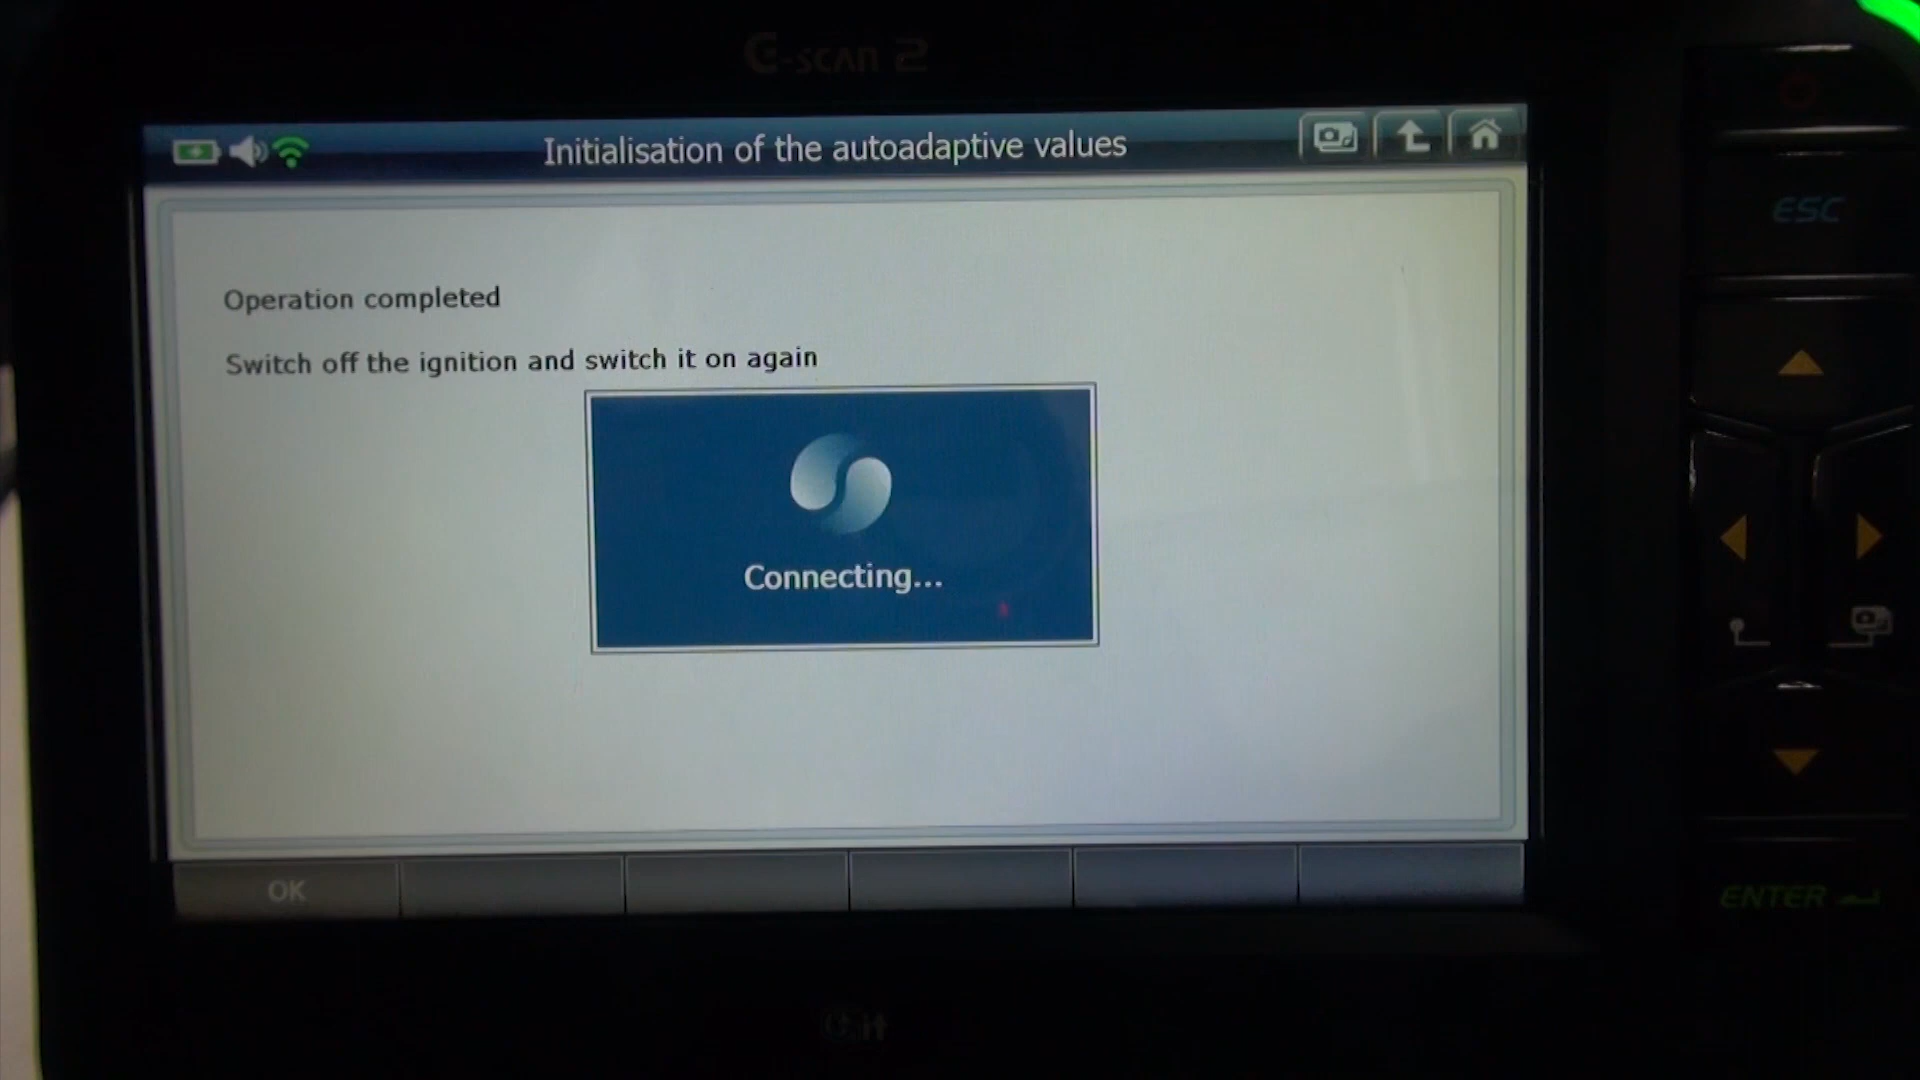 G-scan 2
Initialisation of the autoadaptive values
Operation completed
Switch off the ignition and switch it on again
Connecting...
OK
ESC
ENTER